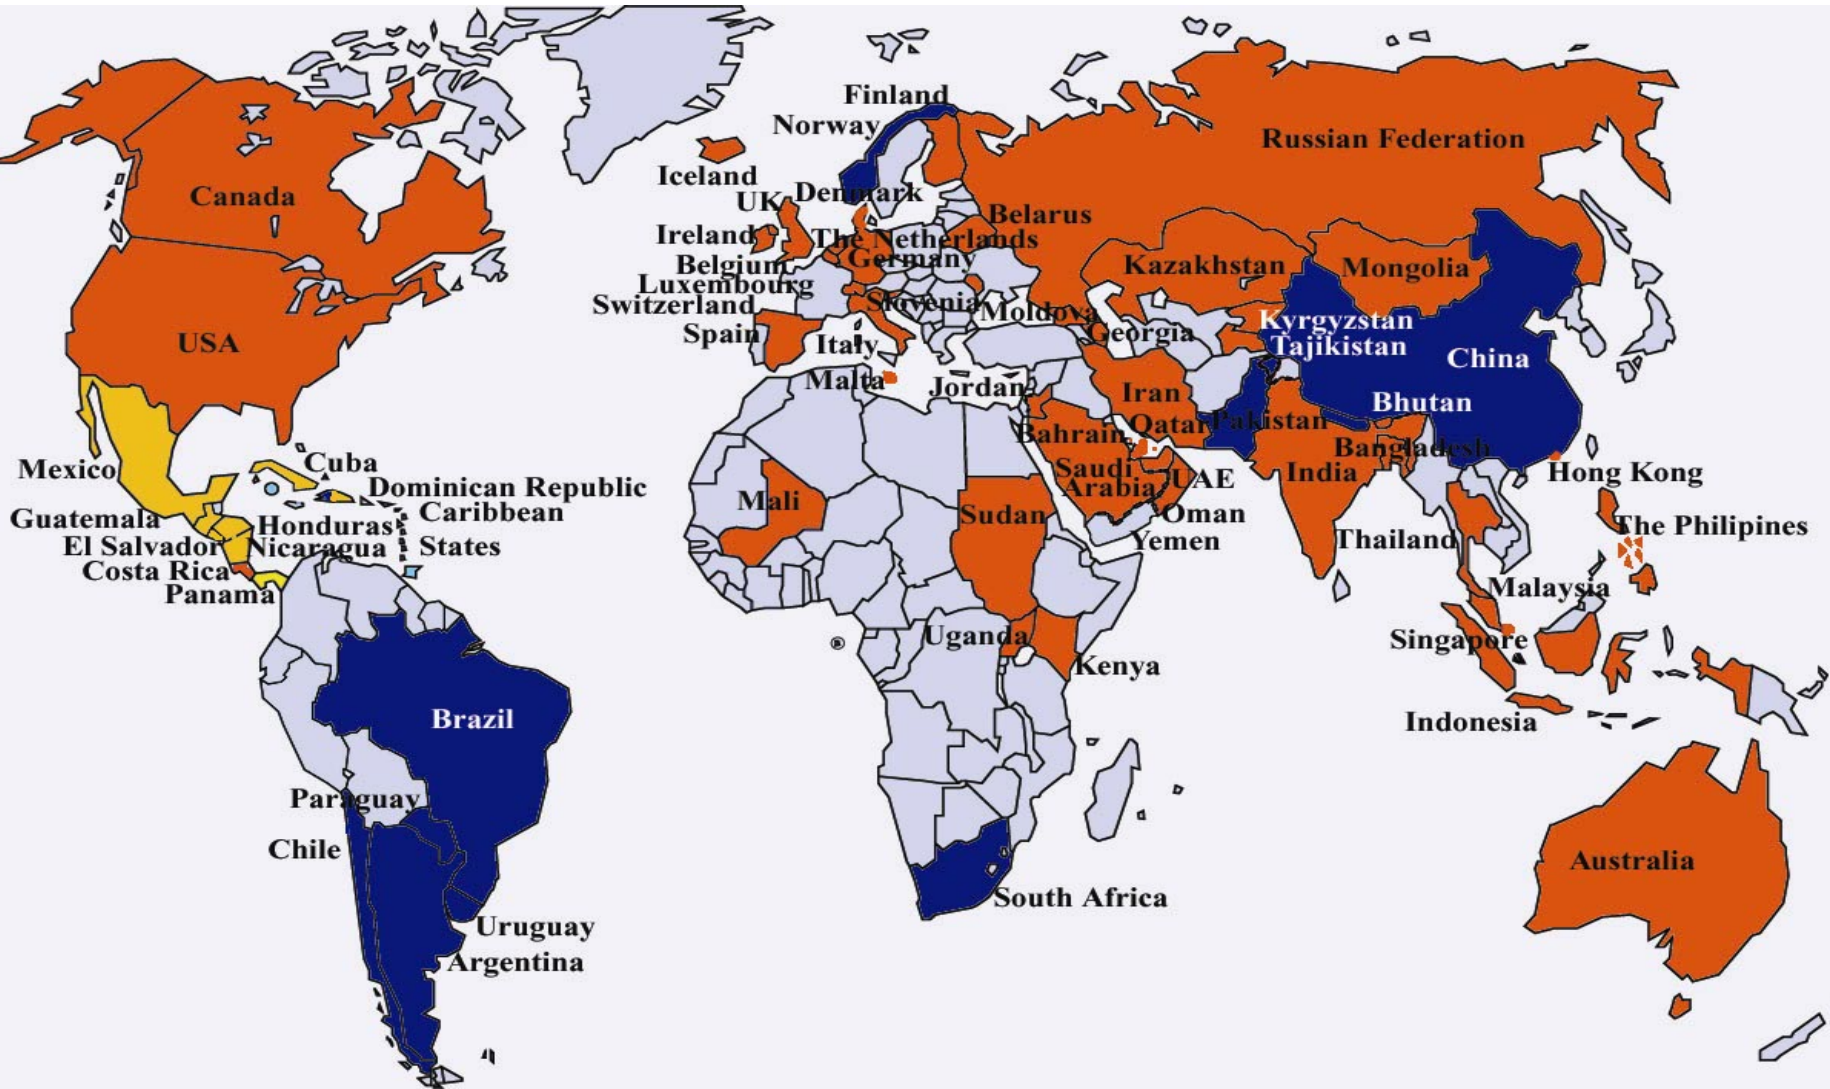 Finland
Norway
Russian Federation
Iceland
Canada
Denmark
UK
Belarus
Ireland
The Netherlands
Belgium
Germany
Luxembourg
Kazakhstan
Mongolia
Switzerland
Slovenia
Moldova
Spain
Georgia
Kyrgyzstan
Tajikistan
USA
Italy
China
Malta
Jordan
Iran
Bhutan
Qatar
Pakistan
Bahrain
Bangladesh
Mexico
Cuba
Saudi
Arabia
UAE
India
Hong Kong
Dominican Republic
Caribbean
States
Mali
Sudan
Oman
Guatemala
Honduras
The Philipines
El Salvador
Nicaragua
Yemen
Thailand
Costa Rica
Panama
Malaysia
Uganda
Singapore
Kenya
Brazil
Indonesia
Paraguay
Chile
Australia
South Africa
Uruguay
Argentina